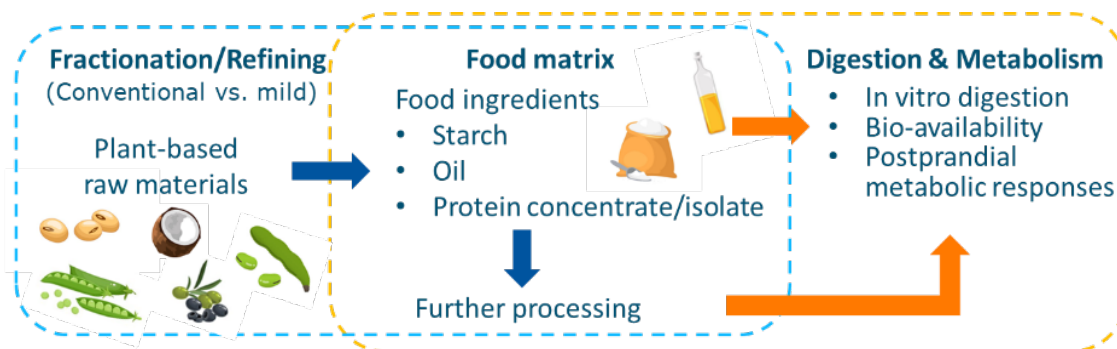 Fractionation/Refining
(Conventional vs. mild)
Plant-based
raw materials
Food matrix
Food ingredients
• Starch
• Oil
• Protein concentrate/isolate
Further processing
Digestion & Metabolism
• In vitro digestion
• Bio-availability
• Postprandial
metabolic responses